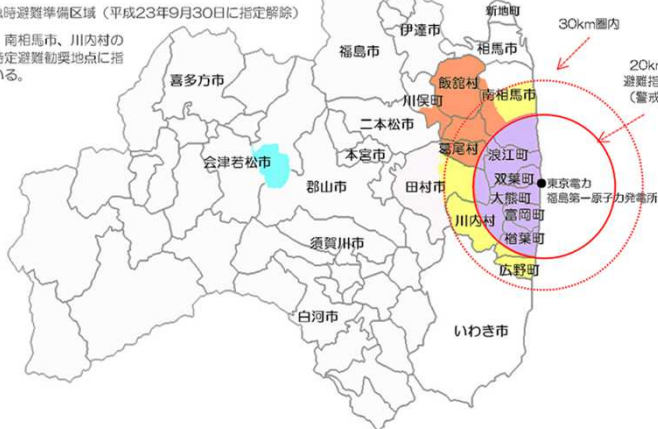 急時避難準備区域（平成23年9月30日に指定解除）
南相馬市、川内村の
特定避難勧奨地点に指
いる。
新地町
30km圏内
伊達市
相馬市
福島市
20km
避難指
（警戒
飯舘村
喜多方市
南相馬市
川俣町
二本松市
葛尾村
浪江町
会津若松市
本宮市
双葉町
東京電力
福島第一原子力発電所
郡山市
田村市
大熊町
富岡町
川内村
楢葉町
須賀川市
広野町
白河市
いわき市